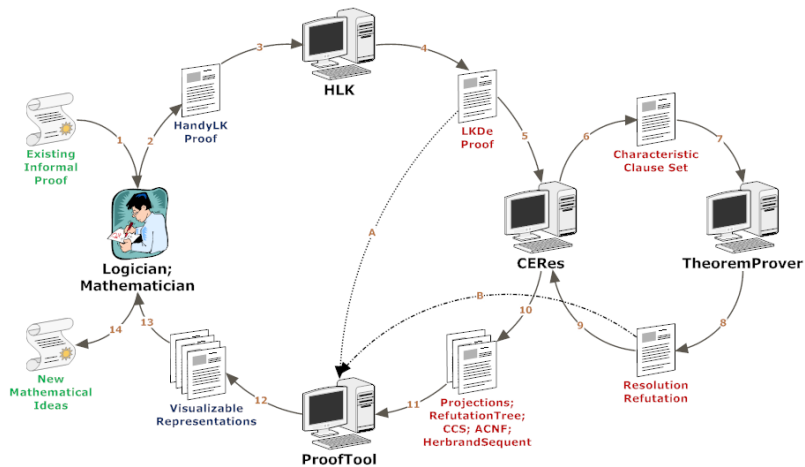 3
4
HLK
HandyLK
Proof
LKDe
Proof
1
2
5
6
7
Existing
Informal
Proof
Characteristic
Clause Set
A
Logician;
Mathematician
CERes
TheoremProver
B
14
13
10
9
8
New
Mathematical
Ideas
Visualizable
Representations
12
11
Projections;
RefutationTree;
CCS; ACNF;
HerbrandSequent
Resolution
Refutation
ProofTool